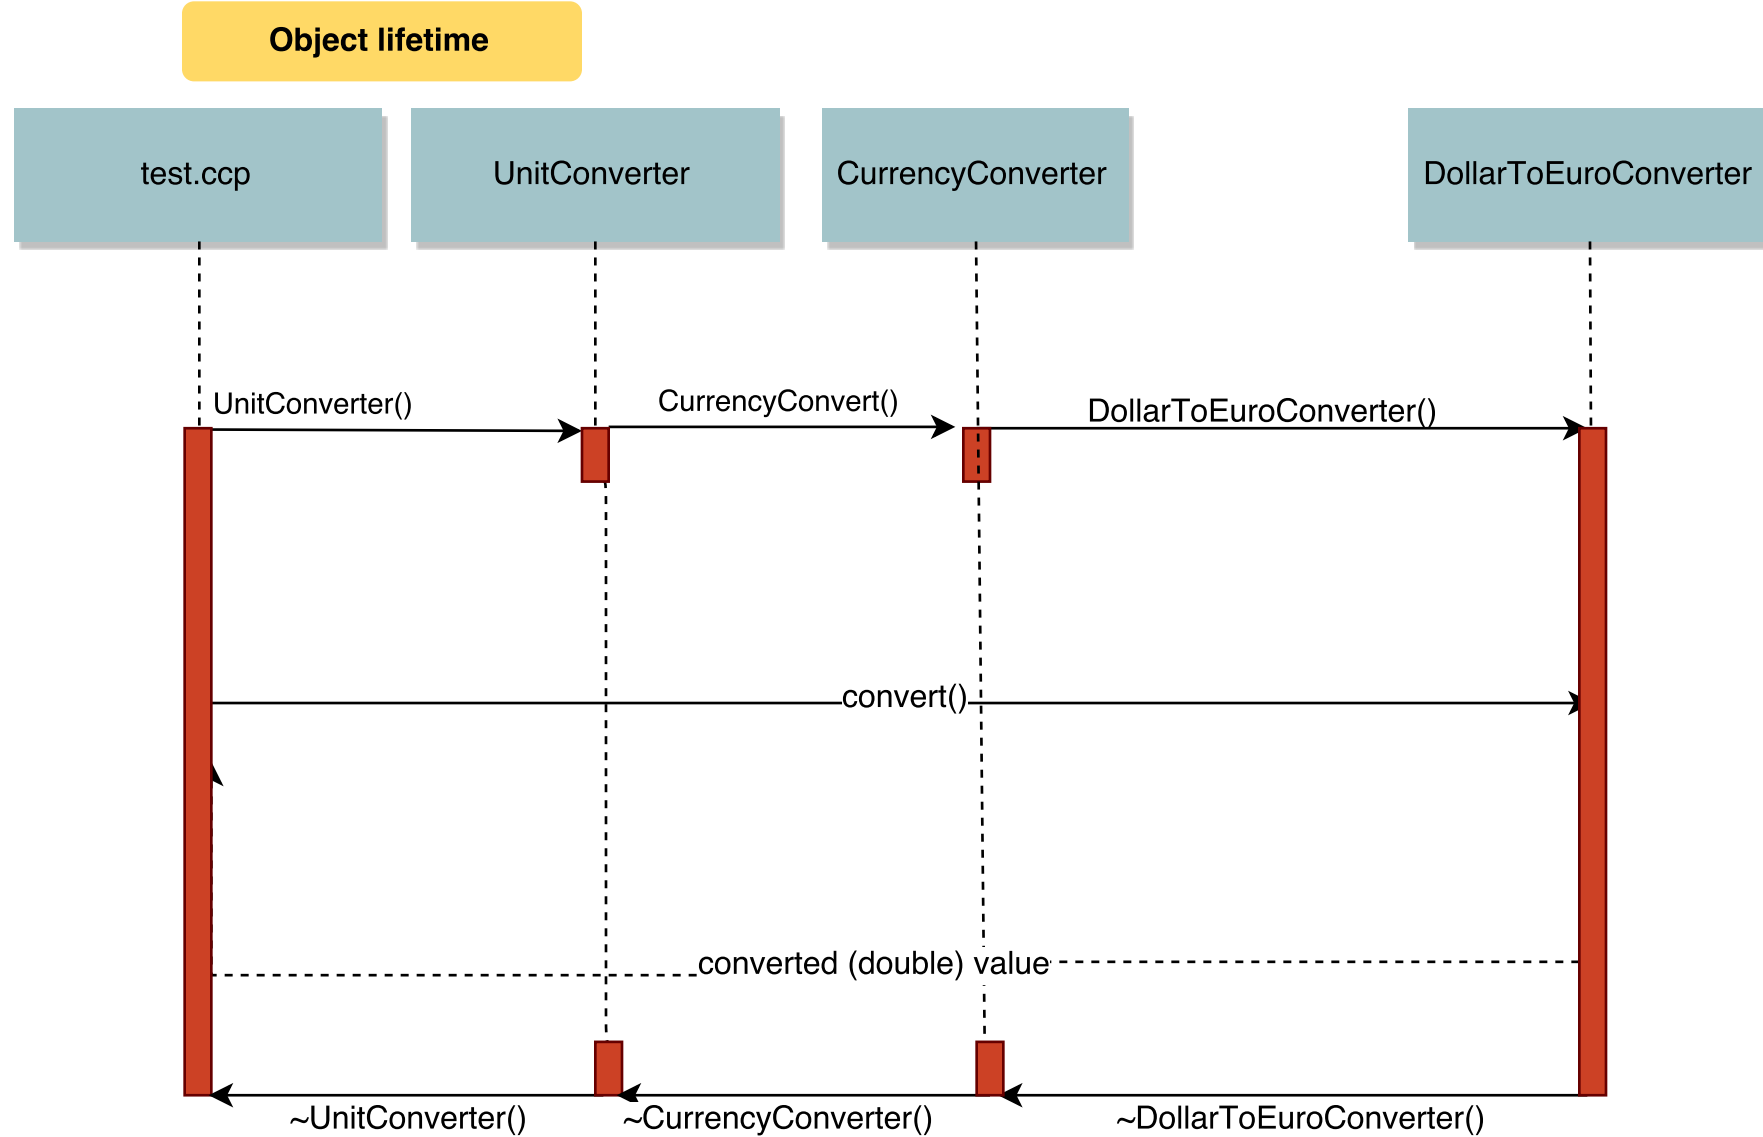 Object lifetime
test.ccp
UnitConverter
CurrencyConverter
DollarToEuroConverter
UnitConverter()
CurrencyConvert()
DollarToEuroConverter()
convert()
converted (double) value
~UnitConverter()
~CurrencyConverter()
~DollarToEuroConverter()